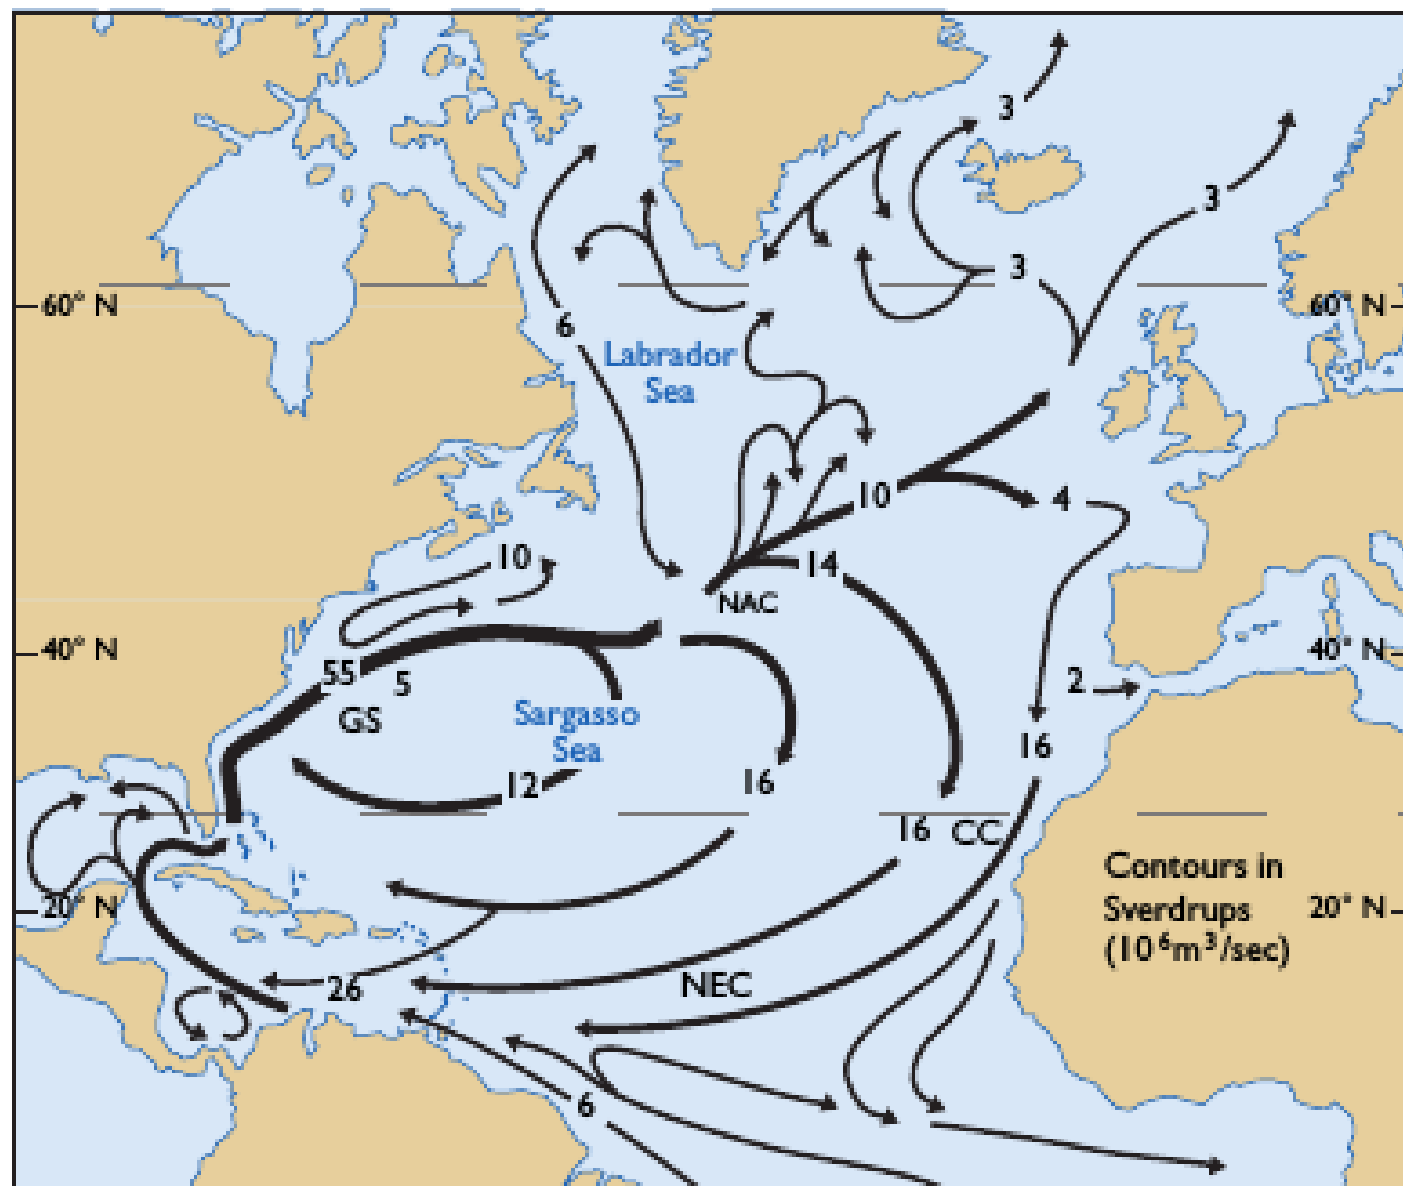 3
3
3
60° N
60° N
6
Labrador
Sea
10
4
10
14
NAC
40° N
40° N
55
5
2
GS
Sargasso
Sea
16
12
16
16
CC
Contours in
Sverdrups
(10⁶m³/sec)
20° N
20° N
26
NEC
6